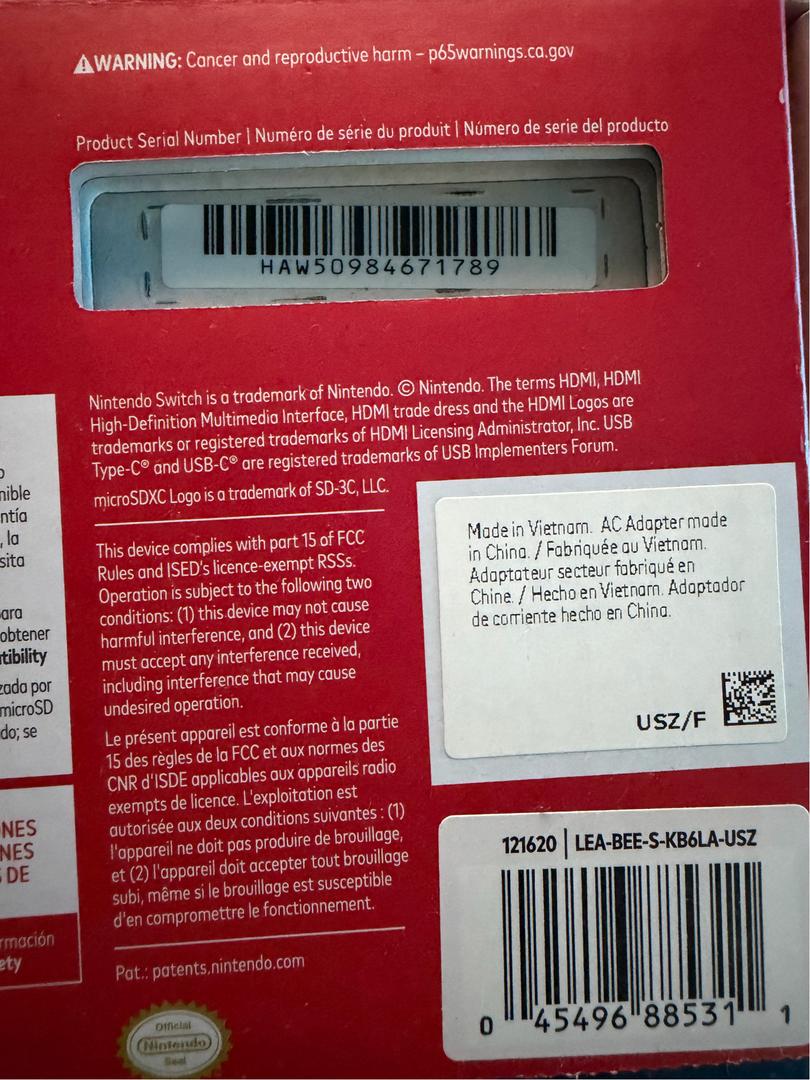 ⚠WARNING: Cancer and reproductive harm – p65warnings.ca.gov
Product Serial Number | Numéro de série du produit | Número de serie del producto
HAW50984671789
Nintendo Switch is a trademark of Nintendo. © Nintendo. The terms HDMI, HDMI
High-Definition Multimedia Interface, HDMI trade dress and the HDMI Logos are
trademarks or registered trademarks of HDMI Licensing Administrator, Inc. USB
Type-C® and USB-C® are registered trademarks of USB Implementers Forum.
microSDXC Logo is a trademark of SD-3C, LLC.
This device complies with part 15 of FCC
Rules and ISED's licence-exempt RSSs.
Operation is subject to the following two
conditions: (1) this device may not cause
harmful interference, and (2) this device
must accept any interference received,
including interference that may cause
undesired operation.
Le présent appareil est conforme à la partie
15 des règles de la FCC et aux normes des
CNR d'ISDE applicables aux appareils radio
exempts de licence. L'exploitation est
autorisée aux deux conditions suivantes : (1)
l'appareil ne doit pas produire de brouillage,
et (2) l'appareil doit accepter tout brouillage
subi, même si le brouillage est susceptible
d'en compromettre le fonctionnement.
Pat.: patents.nintendo.com
Official
Nintendo
Seal
Made in Vietnam. AC Adapter made
in China. / Fabriquée au Vietnam.
Adaptateur secteur fabriqué en
Chine. / Hecho en Vietnam. Adaptador
de corriente hecho en China.
USZ/F
121620 | LEA-BEE-S-KB6LA-USZ
0 45496 88531 1
, la
obtener
microSD
do; se
NES
NES
DE